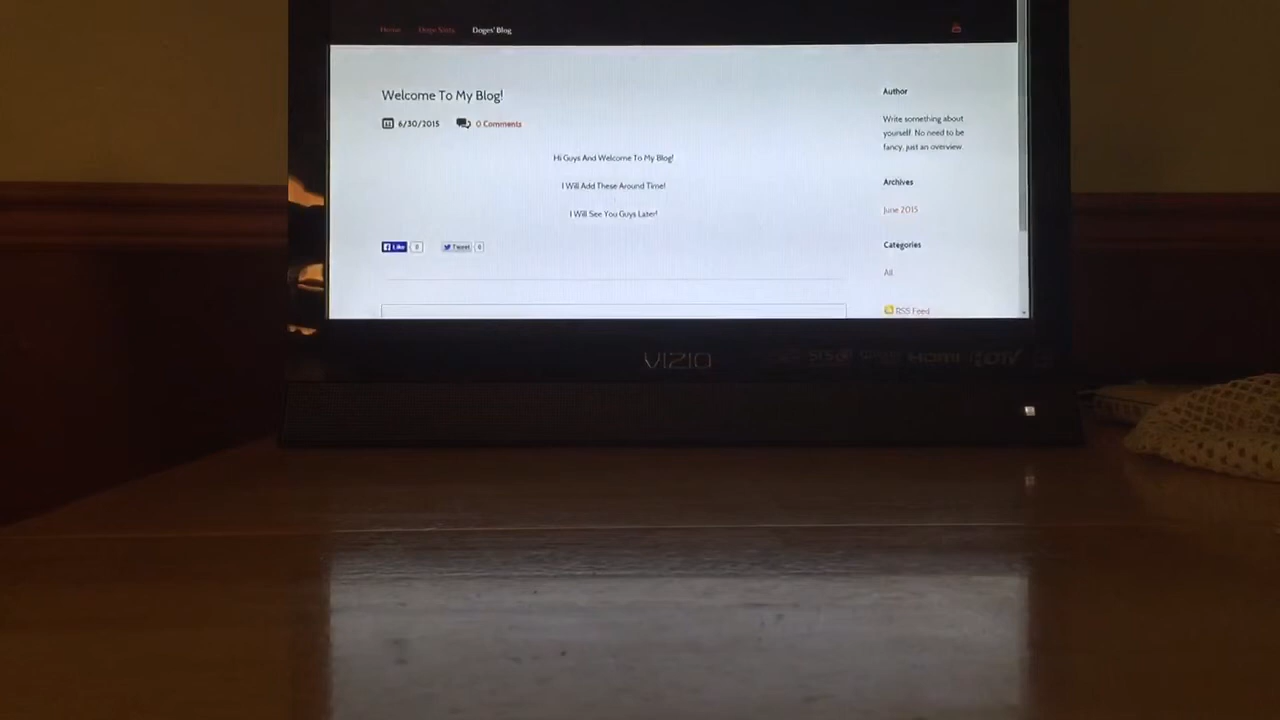 Home Doges' Blog
Welcome To My Blog!
6/30/2015 0 Comments
Hi Guys And Welcome To My Blog!
I Will Add These Around Time!
I Will See You Guys Later!
Like 0 Tweet 0
Author
Write something about
yourself. No need to be
fancy, just an overview.
Archives
June 2015
Categories
All
RSS Feed
VIZIO
HDMI HDTV